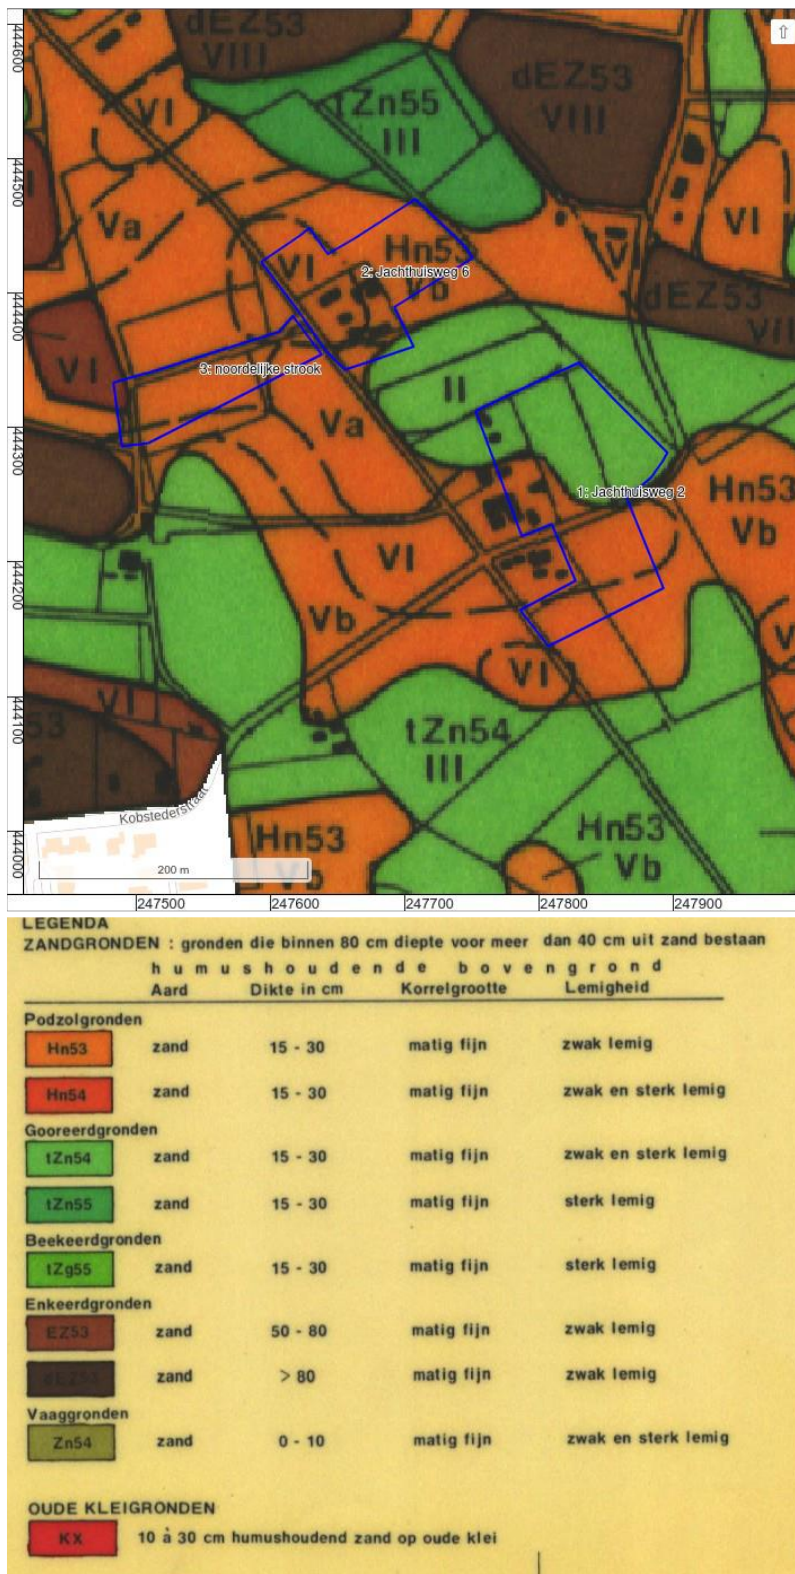 444600
444500
444400
444300
444200
444100
444000
dEZ53
VIII
tZn55
III
dEZ53
VIII
VI
Va
VI
Hn53
Vb
2: Jachthuisweg 6
VI
VI
dEZ53
VI
3: noordelijke strook
II
Va
1: Jachthuisweg 2
Hn53
Vb
VI
Vb
VI
VI
tZn54
III
53
Kobstederstraat
Hn53
Vb
Hn53
Vb
200 m
247500
247600
247700
247800
247900
⇧
LEGENDA
ZANDGRONDEN : gronden die binnen 80 cm diepte voor meer dan 40 cm uit zand bestaan
humushoudende bovengrond
Aard Dikte in cm Korrelgrootte Lemigheid
Podzolgronden
Hn53 zand 15 - 30 matig fijn zwak lemig
Hn54 zand 15 - 30 matig fijn zwak en sterk lemig
Gooreerdgronden
tZn54 zand 15 - 30 matig fijn zwak en sterk lemig
tZn55 zand 15 - 30 matig fijn sterk lemig
Beekeerdgronden
tZg55 zand 15 - 30 matig fijn sterk lemig
Enkeerdgronden
EZ53 zand 50 - 80 matig fijn zwak lemig
dEZ53 zand > 80 matig fijn zwak lemig
Vaaggronden
Zn54 zand 0 - 10 matig fijn zwak en sterk lemig
OUDE KLEIGRONDEN
KX 10 à 30 cm humushoudend zand op oude klei